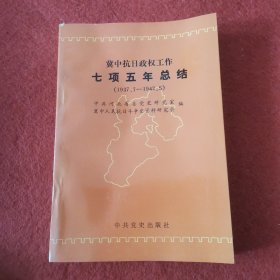 冀中抗日政权工作
七项五年总结
(1937.7—1942.5)
中共河北省委党史研究室
冀中人民抗日斗争史资料研究会 编
中共党史出版社